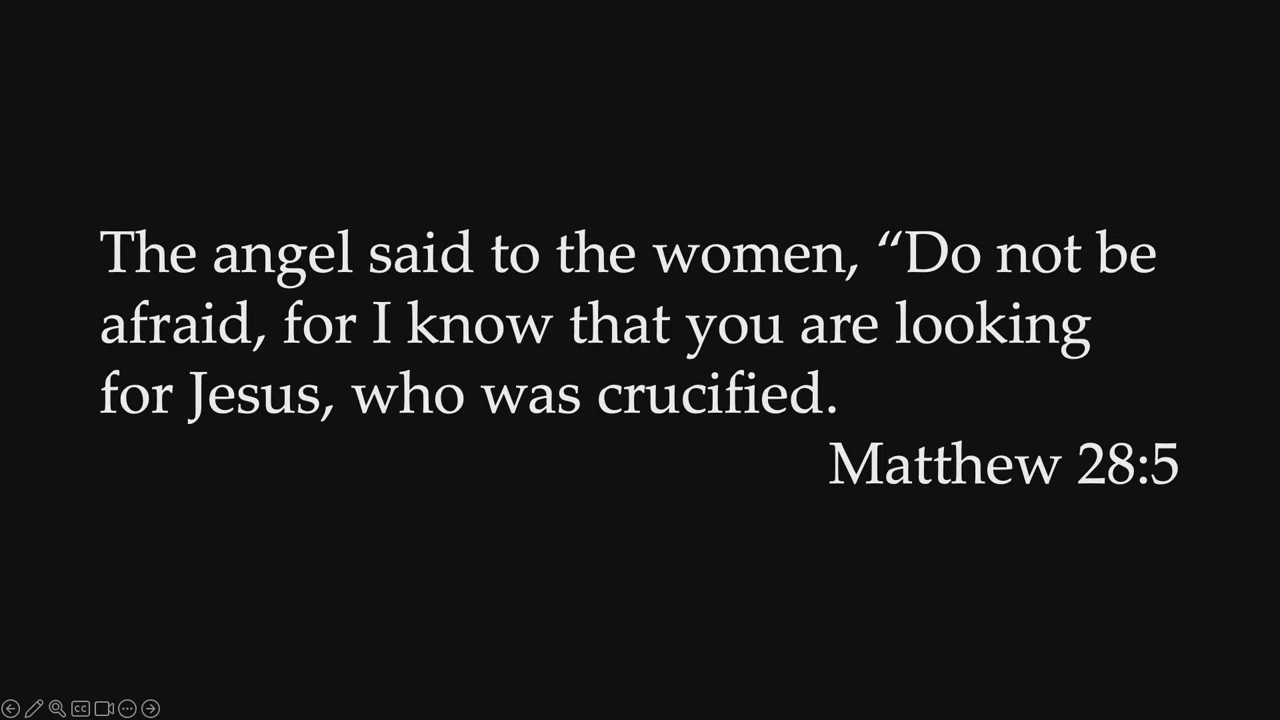 The angel said to the women, “Do not be
afraid, for I know that you are looking
for Jesus, who was crucified.
Matthew 28:5
CC